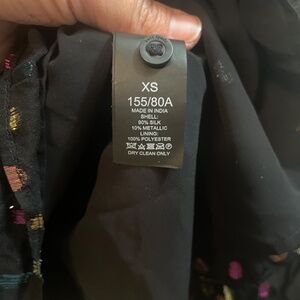 XS
155/80A
MADE IN INDIA
SHELL:
90% SILK
10% METALLIC
LINING:
100% POLYESTER
DRY CLEAN ONLY